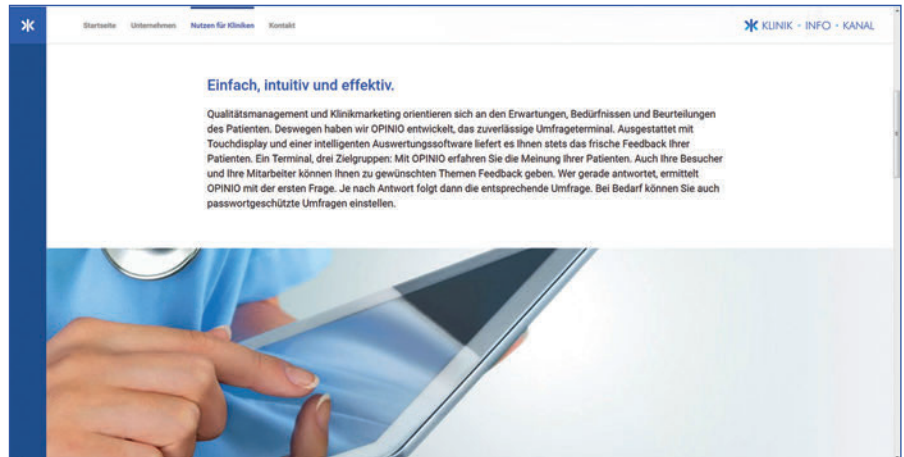 Startseite Unternehmen Nutzen für Kliniken Kontakt
KLINIK · INFO · KANAL
Einfach, intuitiv und effektiv.
Qualitätsmanagement und Klinikmarketing orientieren sich an den Erwartungen, Bedürfnissen und Beurteilungen
des Patienten. Deswegen haben wir OPINIO entwickelt, das zuverlässige Umfrageterminal. Ausgestattet mit
Touchdisplay und einer intelligenten Auswertungssoftware liefert es Ihnen stets das frische Feedback Ihrer
Patienten. Ein Terminal, drei Zielgruppen: Mit OPINIO erfahren Sie die Meinung Ihrer Patienten. Auch Ihre Besucher
und Ihre Mitarbeiter können Ihnen zu gewünschten Themen Feedback geben. Wer gerade antwortet, ermittelt
OPINIO mit der ersten Frage. Je nach Antwort folgt dann die entsprechende Umfrage. Bei Bedarf können Sie auch
passwortgeschützte Umfragen einstellen.